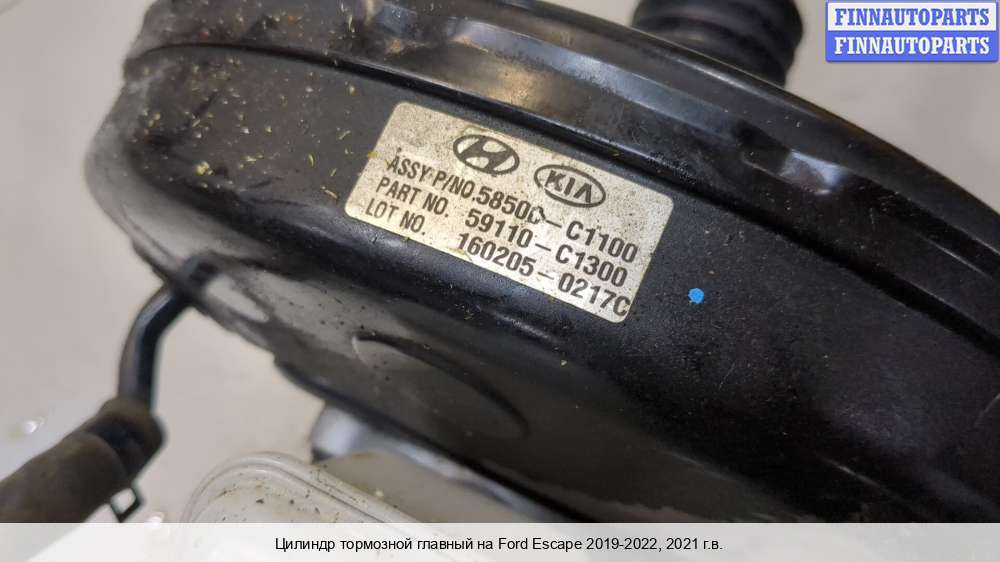 FINNAUTOPARTS
FINNAUTOPARTS
KIA
ASSY P/NO. 58500-C1100
PART NO. 59110-C1300
LOT NO. 160205-0217C
Цилиндр тормозной главный на Ford Escape 2019-2022, 2021 г.в.